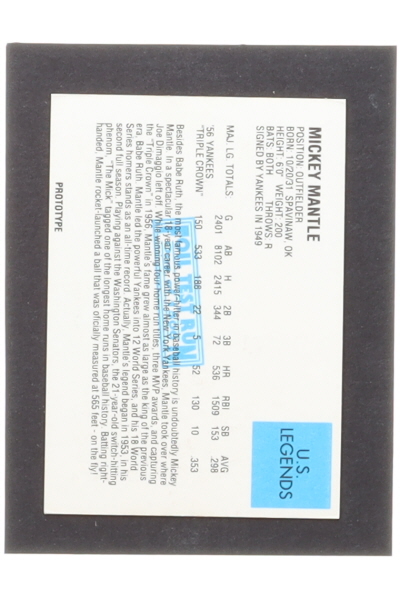 MICKEY MANTLE
POSITION: OUTFIELDER
BORN: 10/20/31 SPAVINAW, OK
HEIGHT: 6'0" WEIGHT: 200
BATS: BOTH THROWS: R
SIGNED BY YANKEES IN 1949
U.S.
LEGENDS
G AB H 2B 3B HR RBI SB AVG
MAJ LG TOTALS 2401 8102 2415 344 72 536 1509 153 .298
'56 YANKEES
"TRIPLE CROWN" 150 533 188 22 5 52 130 10 .353
FOIL TEST RUN
Besides Babe Ruth, the most famous power-hitter in baseball history is undoubtedly Mickey
Mantle. In a spectacular career with the New York Yankees, Mantle took over where
Joe Dimaggio left off. While winning four home run titles, three MVP awards, and capturing
the "Triple Crown" in 1956, Mantle's fame grew almost as large as the king of the previous
era, Babe Ruth. Mantle led the powerful Yankees into 12 World Series, and his 18 World
Series homers stands as an all-time record. Actually, Mantle's legend began in 1953, in his
second full season. Playing against the Washington Senators, the 21-year-old switch-hitting
phenom, "The Mick" tagged one of the longest home runs in baseball history. Batting right-
handed, Mantle rocket-launched a ball that was oficially measured at 565 feet - on the fly!
PROTOTYPE